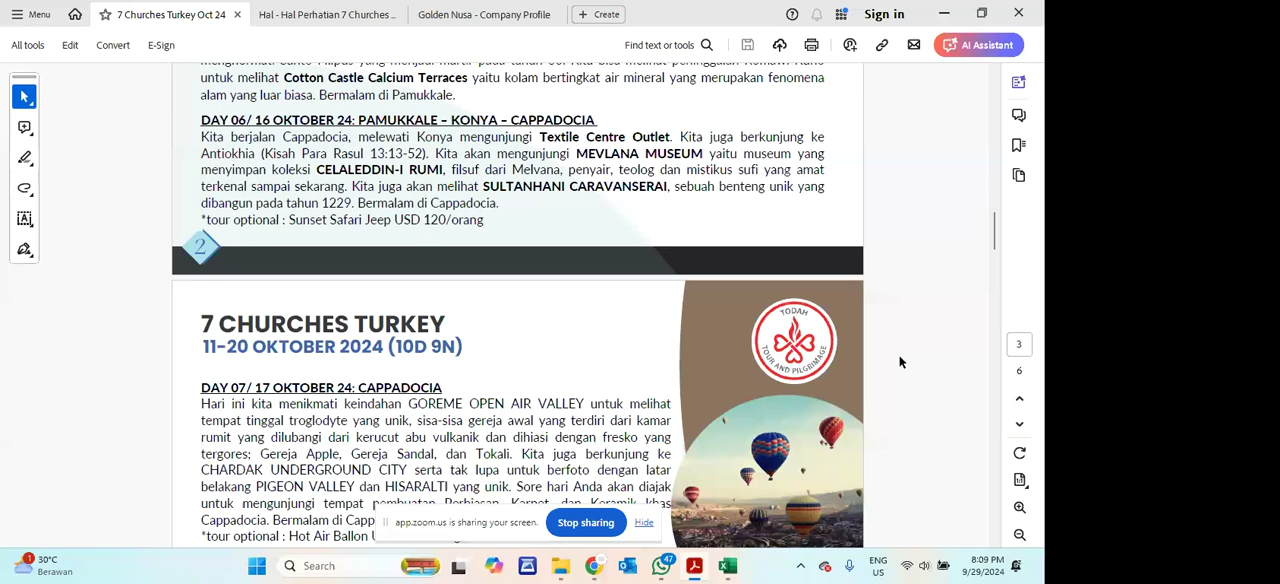 Menu
7 Churches Turkey Oct 24
Hal - Hal Perhatian 7 Churches ...
Golden Nusa - Company Profile
Create
Sign in
All tools Edit Convert E-Sign
Find text or tools
AI Assistant
untuk melihat Cotton Castle Calcium Terraces yaitu kolam bertingkat air mineral yang merupakan fenomena
alam yang luar biasa. Bermalam di Pamukkale.
DAY 06/ 16 OKTOBER 24: PAMUKKALE – KONYA – CAPPADOCIA
Kita berjalan Cappadocia, melewati Konya mengunjungi Textile Centre Outlet. Kita juga berkunjung ke
Antiokhia (Kisah Para Rasul 13:13-52). Kita akan mengunjungi MEVLANA MUSEUM yaitu museum yang
menyimpan koleksi CELALEDDIN-I RUMI, filsuf dari Melvana, penyair, teolog dan mistikus sufi yang amat
terkenal sampai sekarang. Kita juga akan melihat SULTANHANI CARAVANSERAI, sebuah benteng unik yang
dibangun pada tahun 1229. Bermalam di Cappadocia.
*tour optional : Sunset Safari Jeep USD 120/orang
2
7 CHURCHES TURKEY
11-20 OKTOBER 2024 (10D 9N)
TODAH
TOUR AND PILGRIMAGE
DAY 07/ 17 OKTOBER 24: CAPPADOCIA
Hari ini kita menikmati keindahan GOREME OPEN AIR VALLEY untuk melihat
tempat tinggal troglodyte yang unik, sisa-sisa gereja awal yang terdiri dari kamar
rumit yang dilubangi dari kerucut abu vulkanik dan dihiasi dengan fresko yang
tergores; Gereja Apple, Gereja Sandal, dan Tokali. Kita juga berkunjung ke
CHARDAK UNDERGROUND CITY serta tak lupa untuk berfoto dengan latar
belakang PIGEON VALLEY dan HISARALTI yang unik. Sore hari Anda akan diajak
untuk mengunjungi tempat
Cappadocia. Bermalam di Capp
*tour optional : Hot Air Ballon
3
6
app.zoom.us is sharing your screen.
Stop sharing
Hide
1
30°C
Berawan
Search
47
ENG
US
8:09 PM
9/29/2024